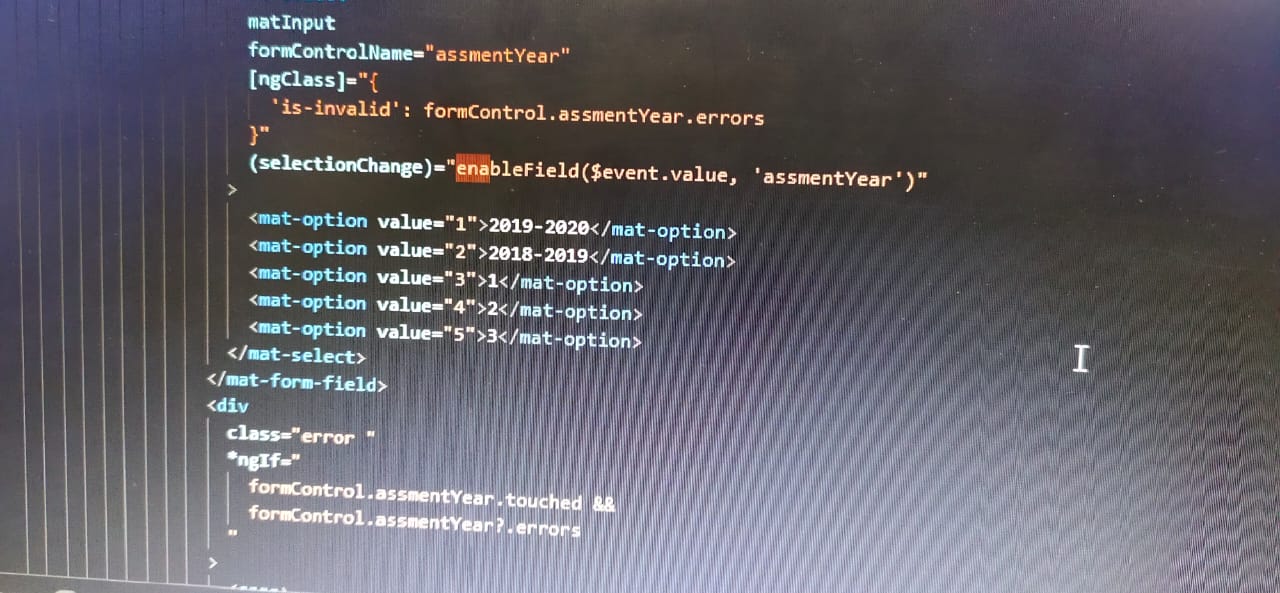 matInput
formControlName="assmentYear"
[ngClass]="{
'is-invalid': formControl.assmentYear.errors
}"
(selectionChange)="enableField($event.value, 'assmentYear')"
>
<mat-option value="1">2019-2020</mat-option>
<mat-option value="2">2018-2019</mat-option>
<mat-option value="3">1</mat-option>
<mat-option value="4">2</mat-option>
<mat-option value="5">3</mat-option>
</mat-select>
</mat-form-field>
<div
class="error "
*ngIf="
formControl.assmentYear.touched &&
formControl.assmentYear?.errors
"
>